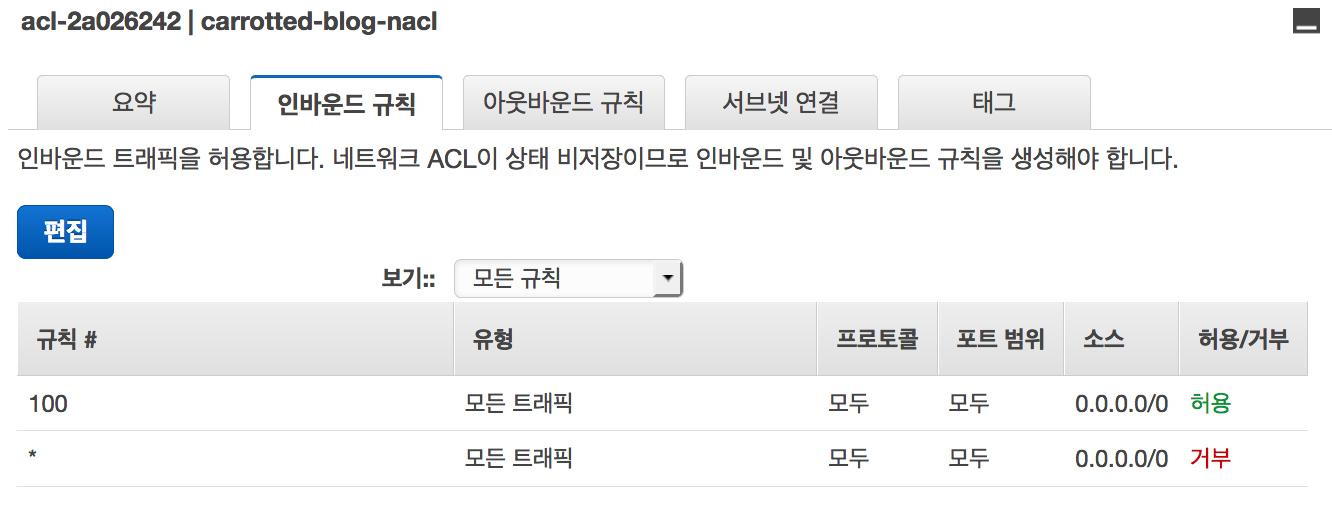 acl-2a026242 | carrotted-blog-nacl
요약 인바운드 규칙 아웃바운드 규칙 서브넷 연결 태그
인바운드 트래픽을 허용합니다. 네트워크 ACL이 상태 비저장이므로 인바운드 및 아웃바운드 규칙을 생성해야 합니다.
편집
보기:: 모든 규칙
규칙 # 유형 프로토콜 포트 범위 소스 허용/거부
100 모든 트래픽 모두 모두 0.0.0.0/0 허용
* 모든 트래픽 모두 모두 0.0.0.0/0 거부